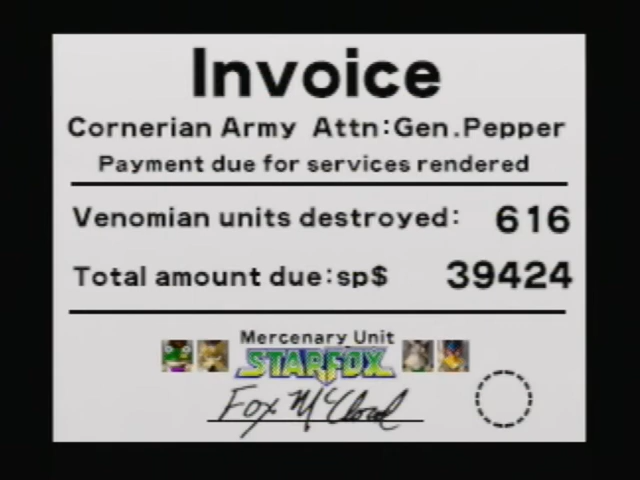 Invoice
Cornerian Army Attn:Gen.Pepper
Payment due for services rendered
Venomian units destroyed: 616
Total amount due:sp$ 39424
Mercenary Unit
STARFOX
Fox McCloud